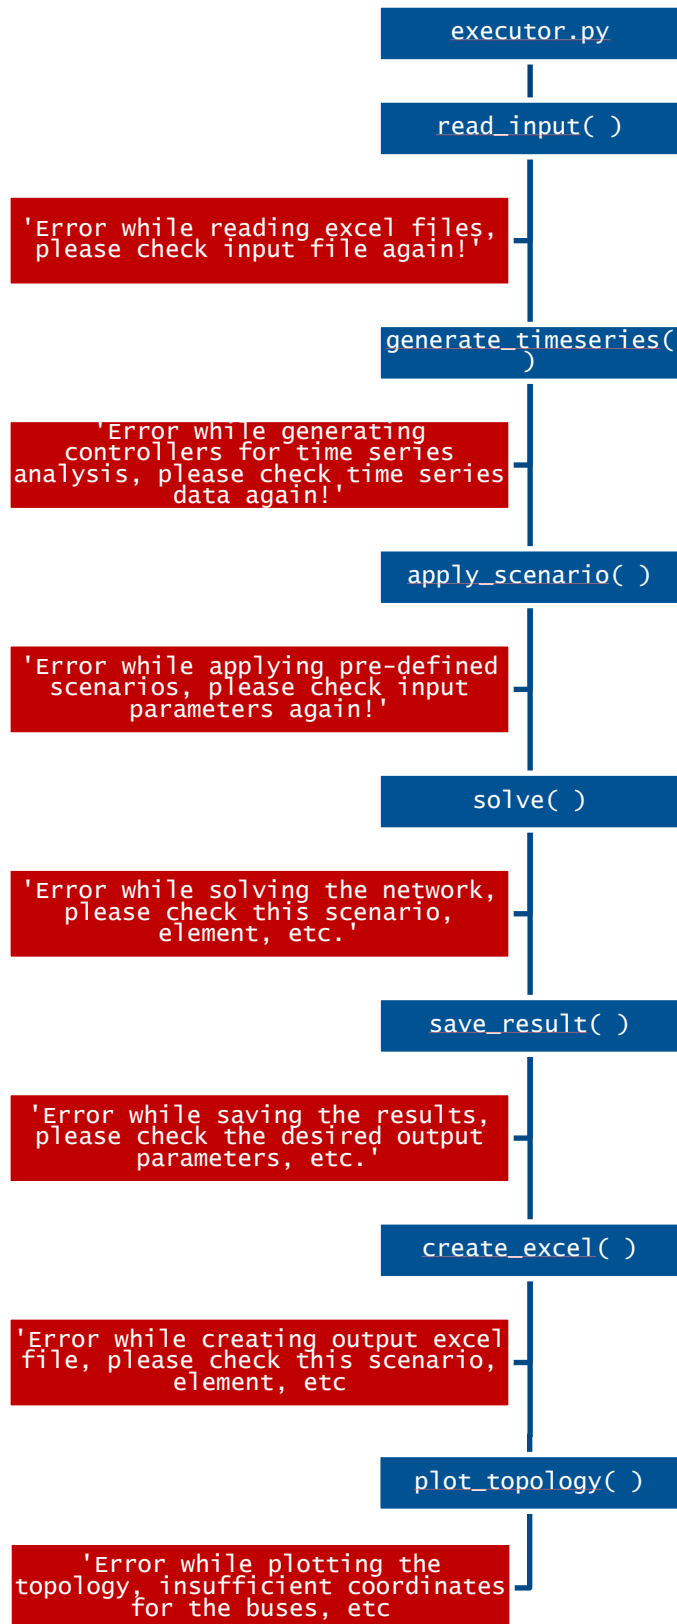 executor.py
read_input( )
'Error while reading excel files,
please check input file again!'
generate_timeseries(
)
'Error while generating
controllers for time series
analysis, please check time series
data again!'
apply_scenario( )
'Error while applying pre-defined
scenarios, please check input
parameters again!'
solve( )
'Error while solving the network,
please check this scenario,
element, etc.'
save_result( )
'Error while saving the results,
please check the desired output
parameters, etc.'
create_excel( )
'Error while creating output excel
file, please check this scenario,
element, etc
plot_topology( )
'Error while plotting the
topology, insufficient coordinates
for the buses, etc